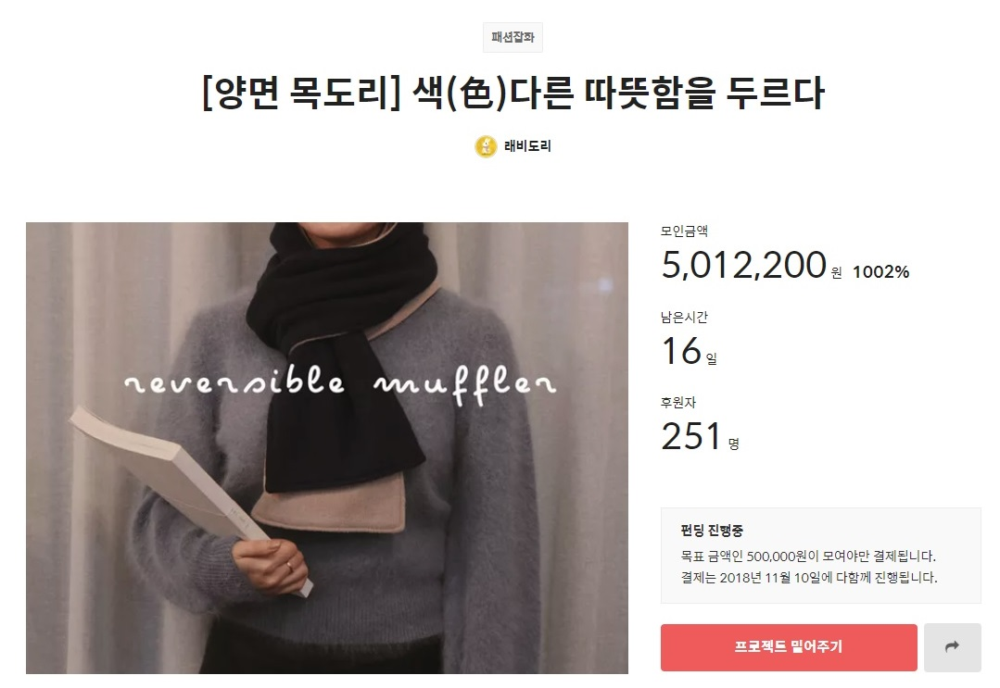 패션잡화
[양면 목도리] 색(色)다른 따뜻함을 두르다
래비도리
reversible muffler
모인금액
5,012,200 원 1002%
남은시간
16 일
후원자
251 명
펀딩 진행중
목표 금액인 500,000원이 모여야만 결제됩니다.
결제는 2018년 11월 10일에 다함께 진행됩니다.
프로젝트 밀어주기